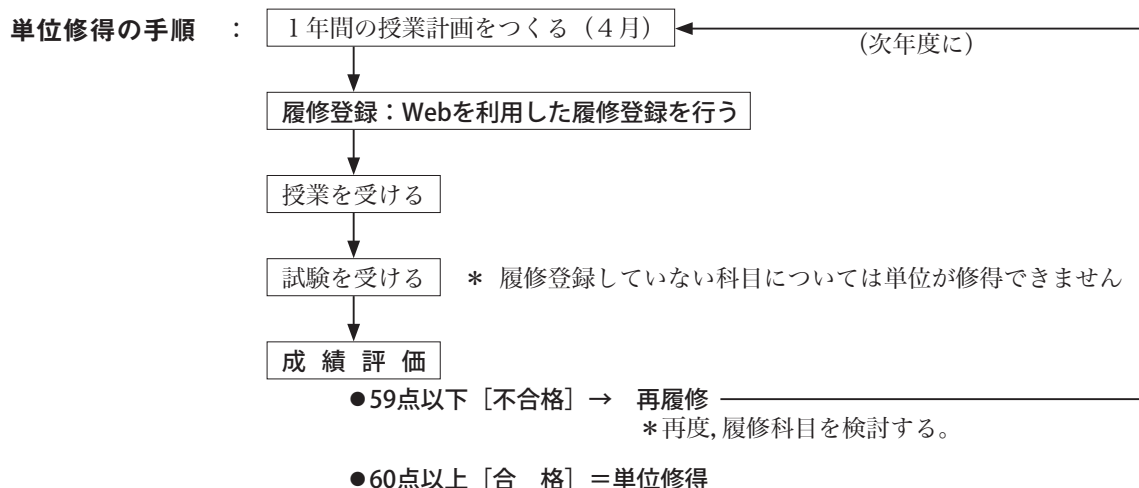 単位修得の手順 : 1年間の授業計画をつくる(4月)
(次年度に)
履修登録:Webを利用した履修登録を行う
授業を受ける
試験を受ける * 履修登録していない科目については単位が修得できません
成績評価
●59点以下[不合格]→ 再履修
*再度,履修科目を検討する。
●60点以上[合 格]=単位修得